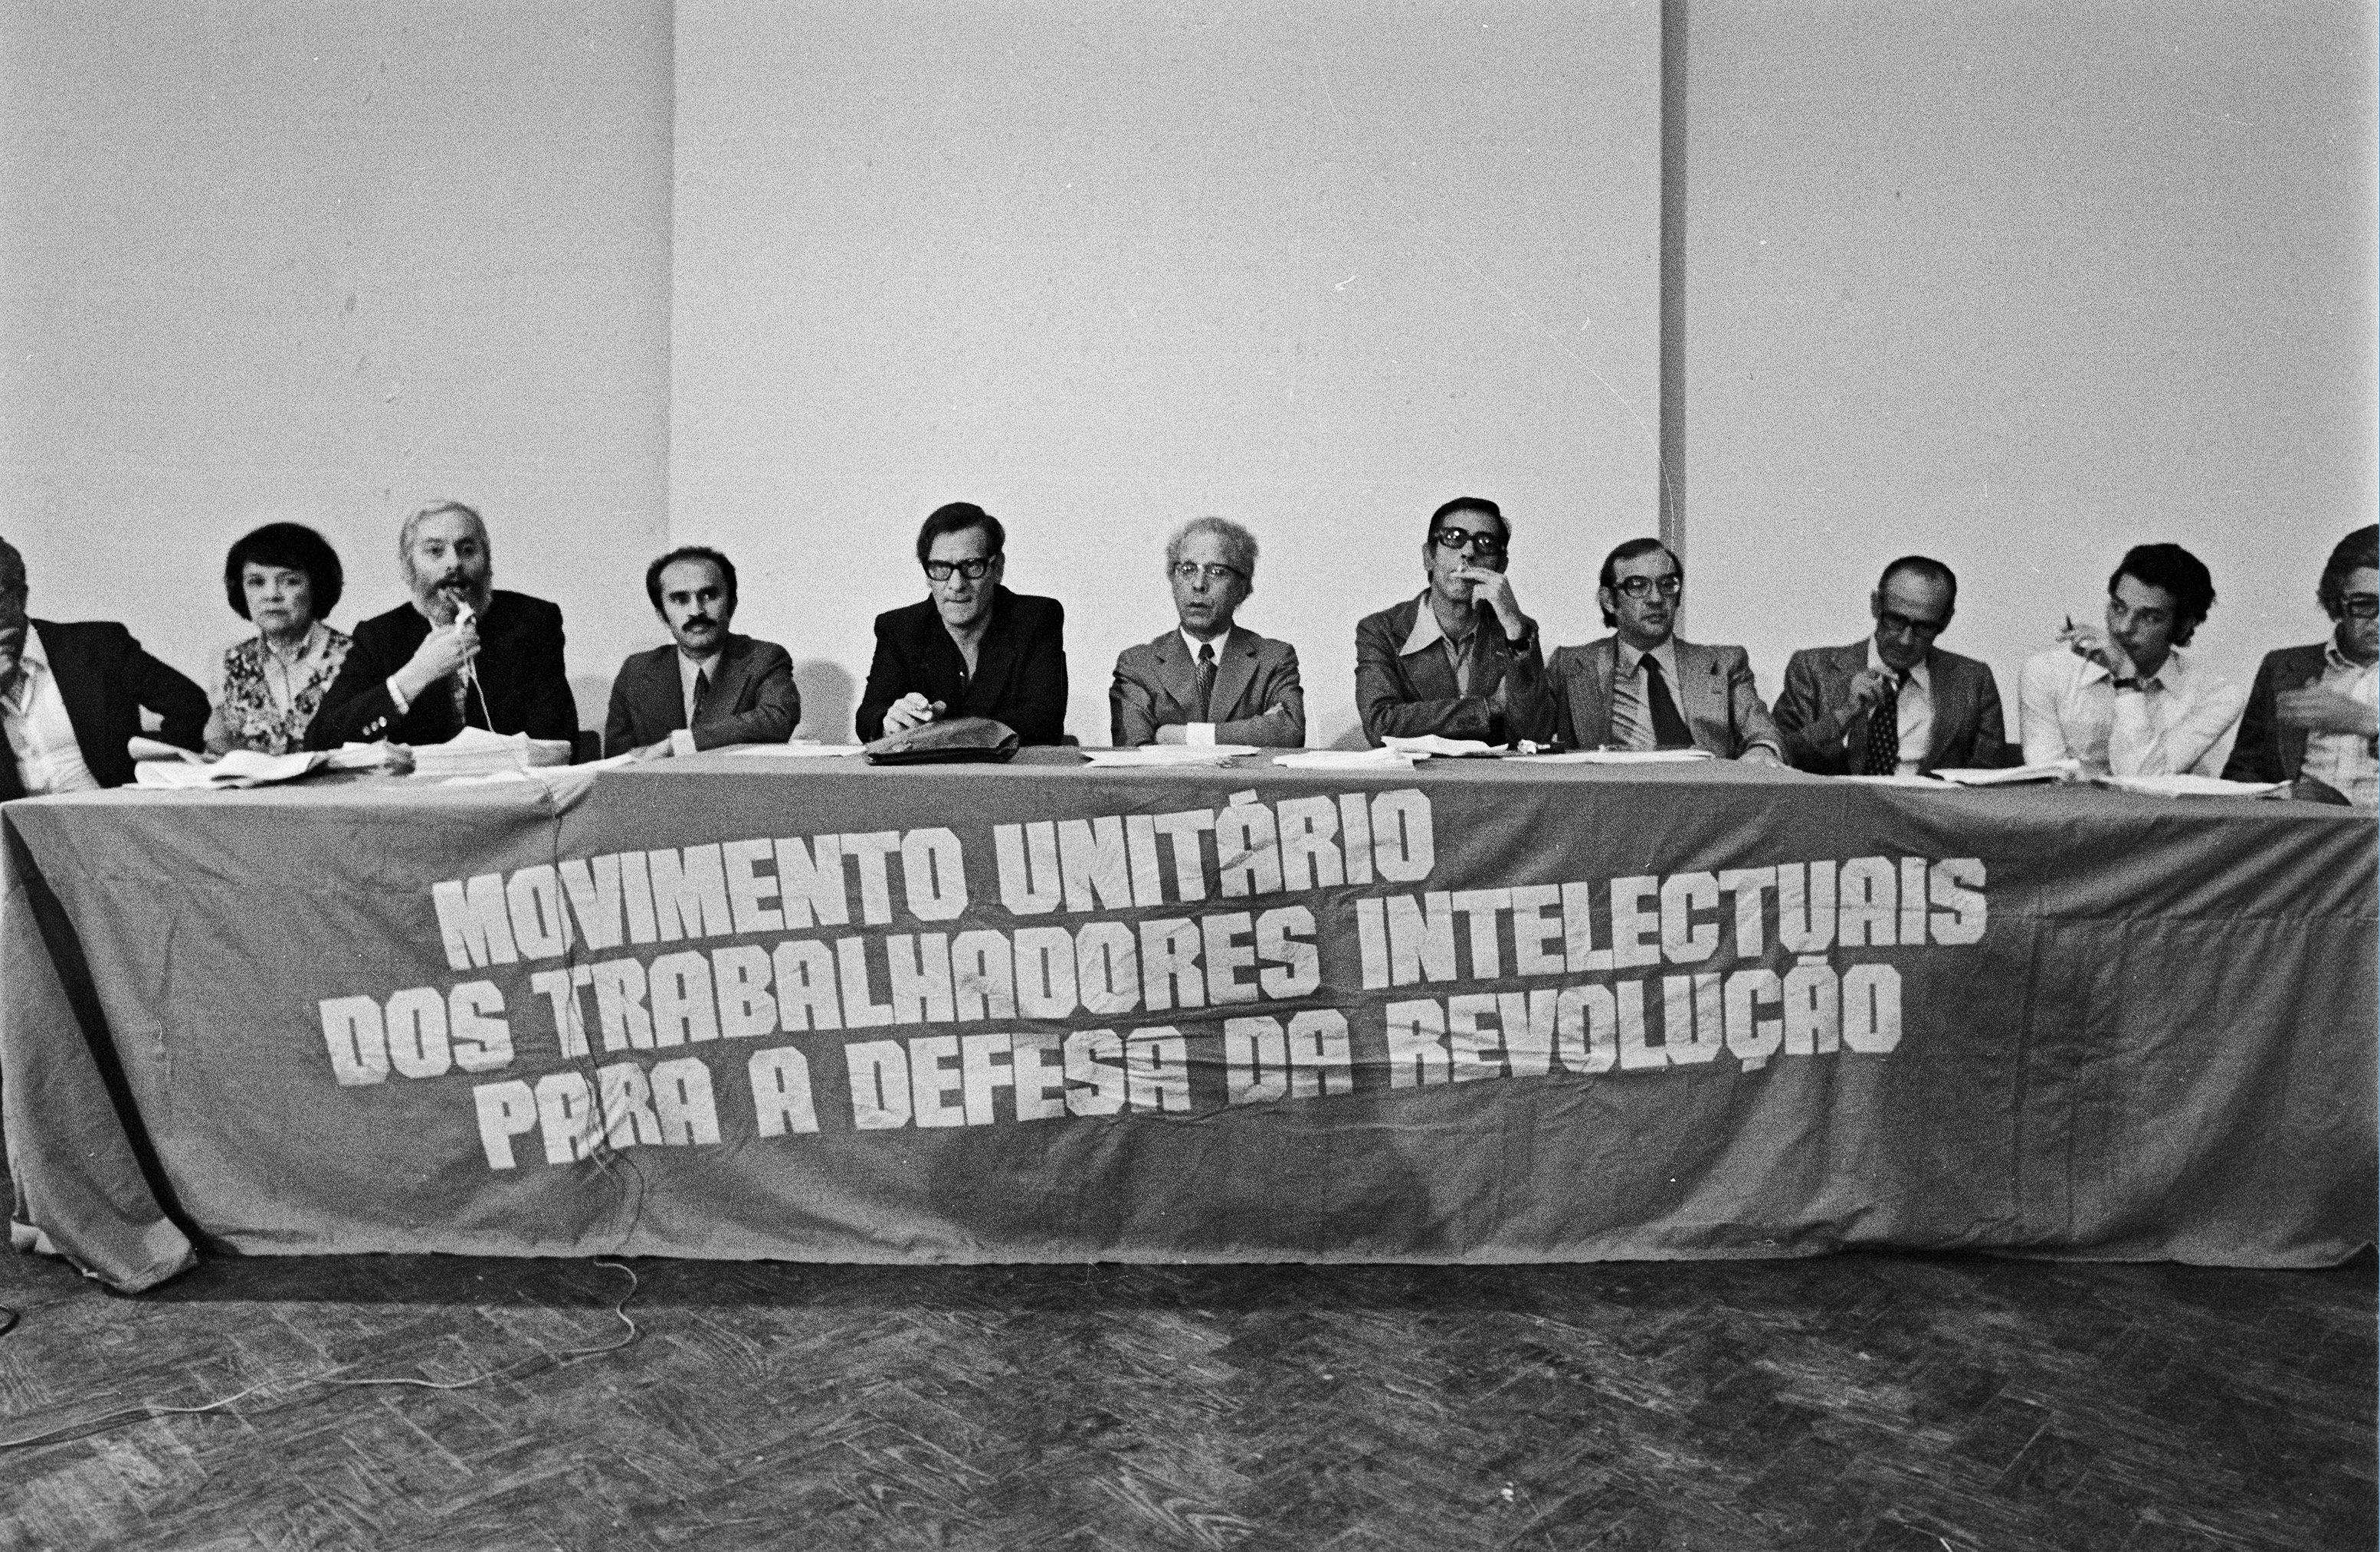 MOVIMENTO UNITÁRIO
DOS TRABALHADORES INTELECTUAIS
PARA A DEFESA DA REVOLUÇÃO